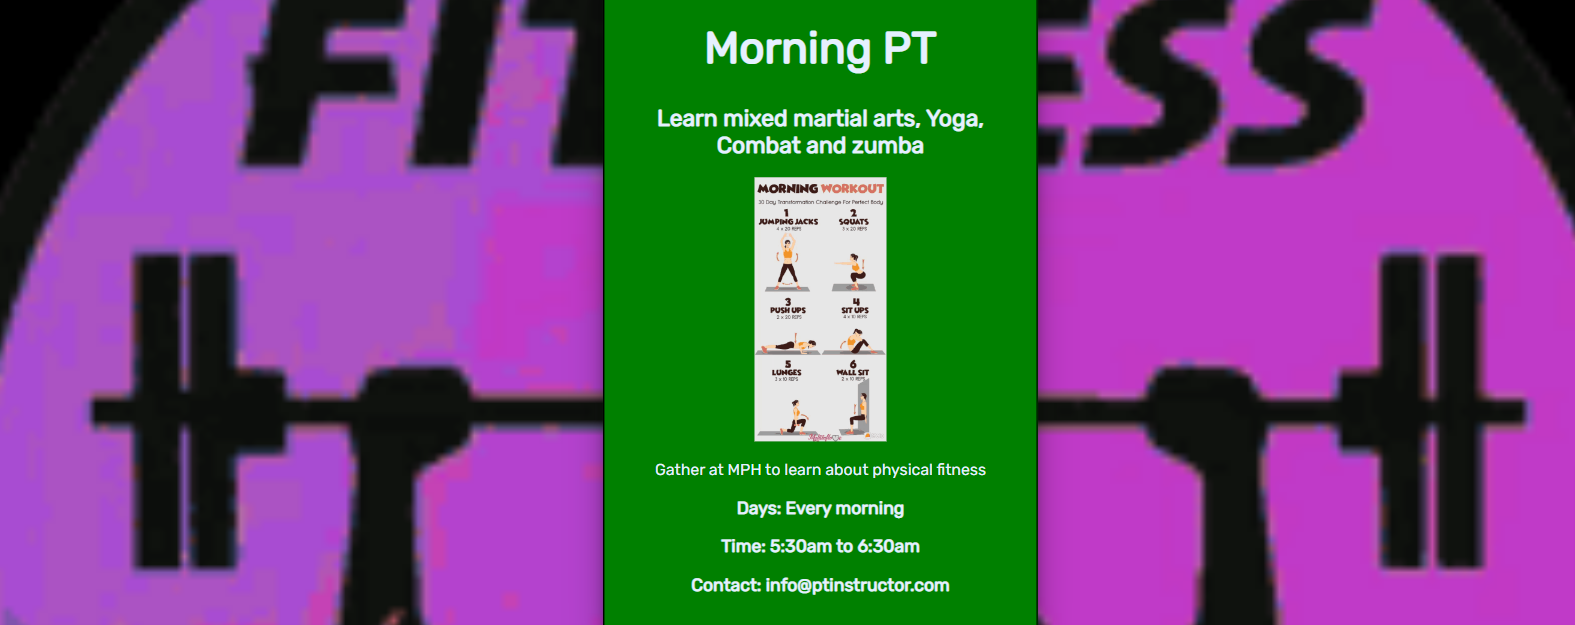 FIT ESS
Morning PT
Learn mixed martial arts, Yoga,
Combat and zumba
MORNING WORKOUT
30 Day Transformation Challenge For Perfect Body
1 2
JUMPING JACKS SQUATS
4 x 20 REPS 3 x 20 REPS
3 4
PUSH UPS SIT UPS
2 x 20 REPS 4 x 10 REPS
5 6
LUNGES WALL SIT
3 x 10 REPS 2 x 10 REPS
Gather at MPH to learn about physical fitness
Days: Every morning
Time: 5:30am to 6:30am
Contact: info@ptinstructor.com